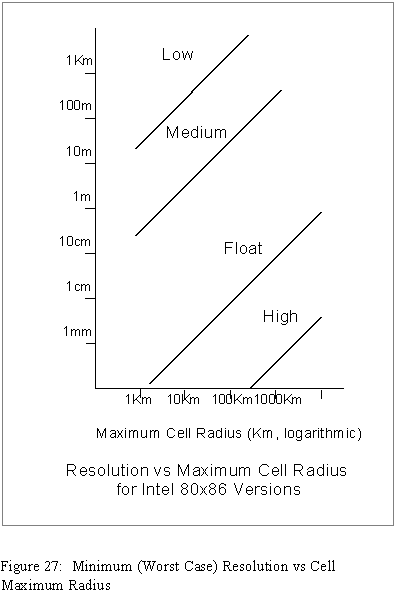 1Km
100m
10m
1m
10cm
1cm
1mm
Low
Medium
Float
High
1Km 10Km 100Km 1000Km
Maximum Cell Radius (Km, logarithmic)
Resolution vs Maximum Cell Radius
for Intel 80x86 Versions
Figure 27: Minimum (Worst Case) Resolution vs Cell
Maximum Radius